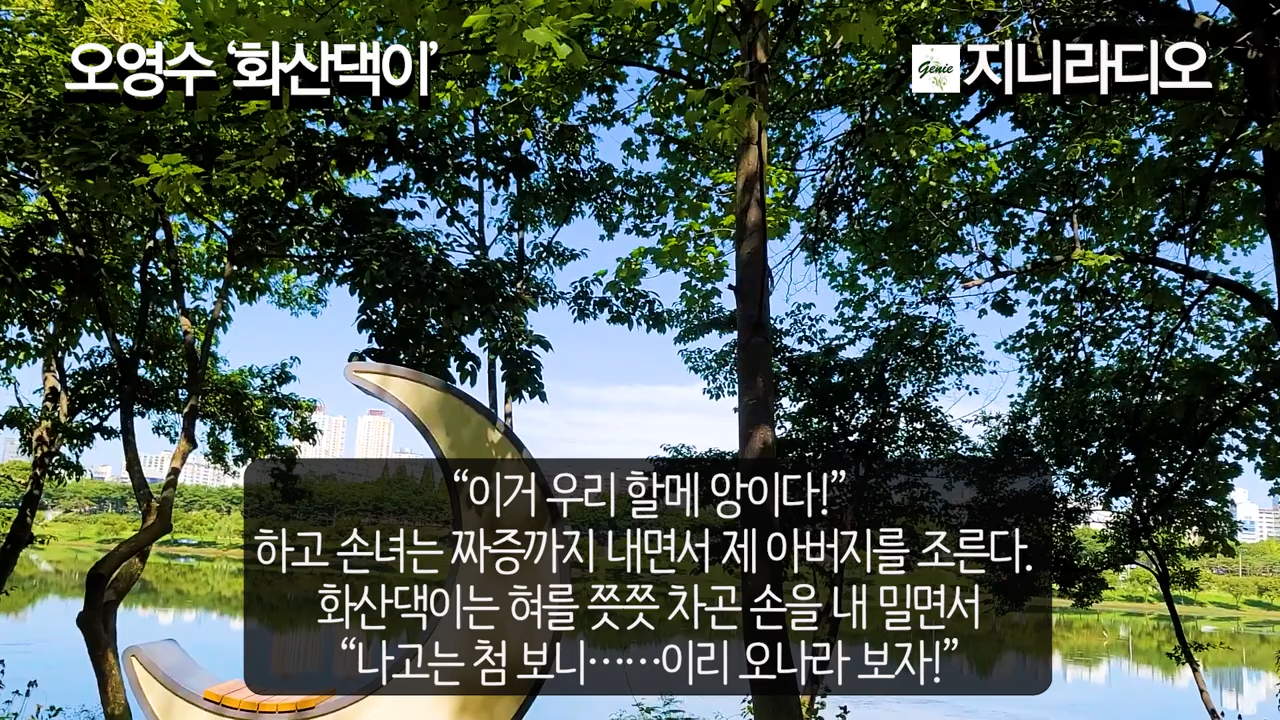 오영수 ‘화산댁이’
Genie 지니라디오
“이거 우리 할메 앙이다!”
하고 손녀는 짜증까지 내면서 제 아버지를 조른다.
화산댁이는 혀를 쯧쯧 차곤 손을 내 밀면서
“나고는 첨 보니……이리 오나라 보자!”